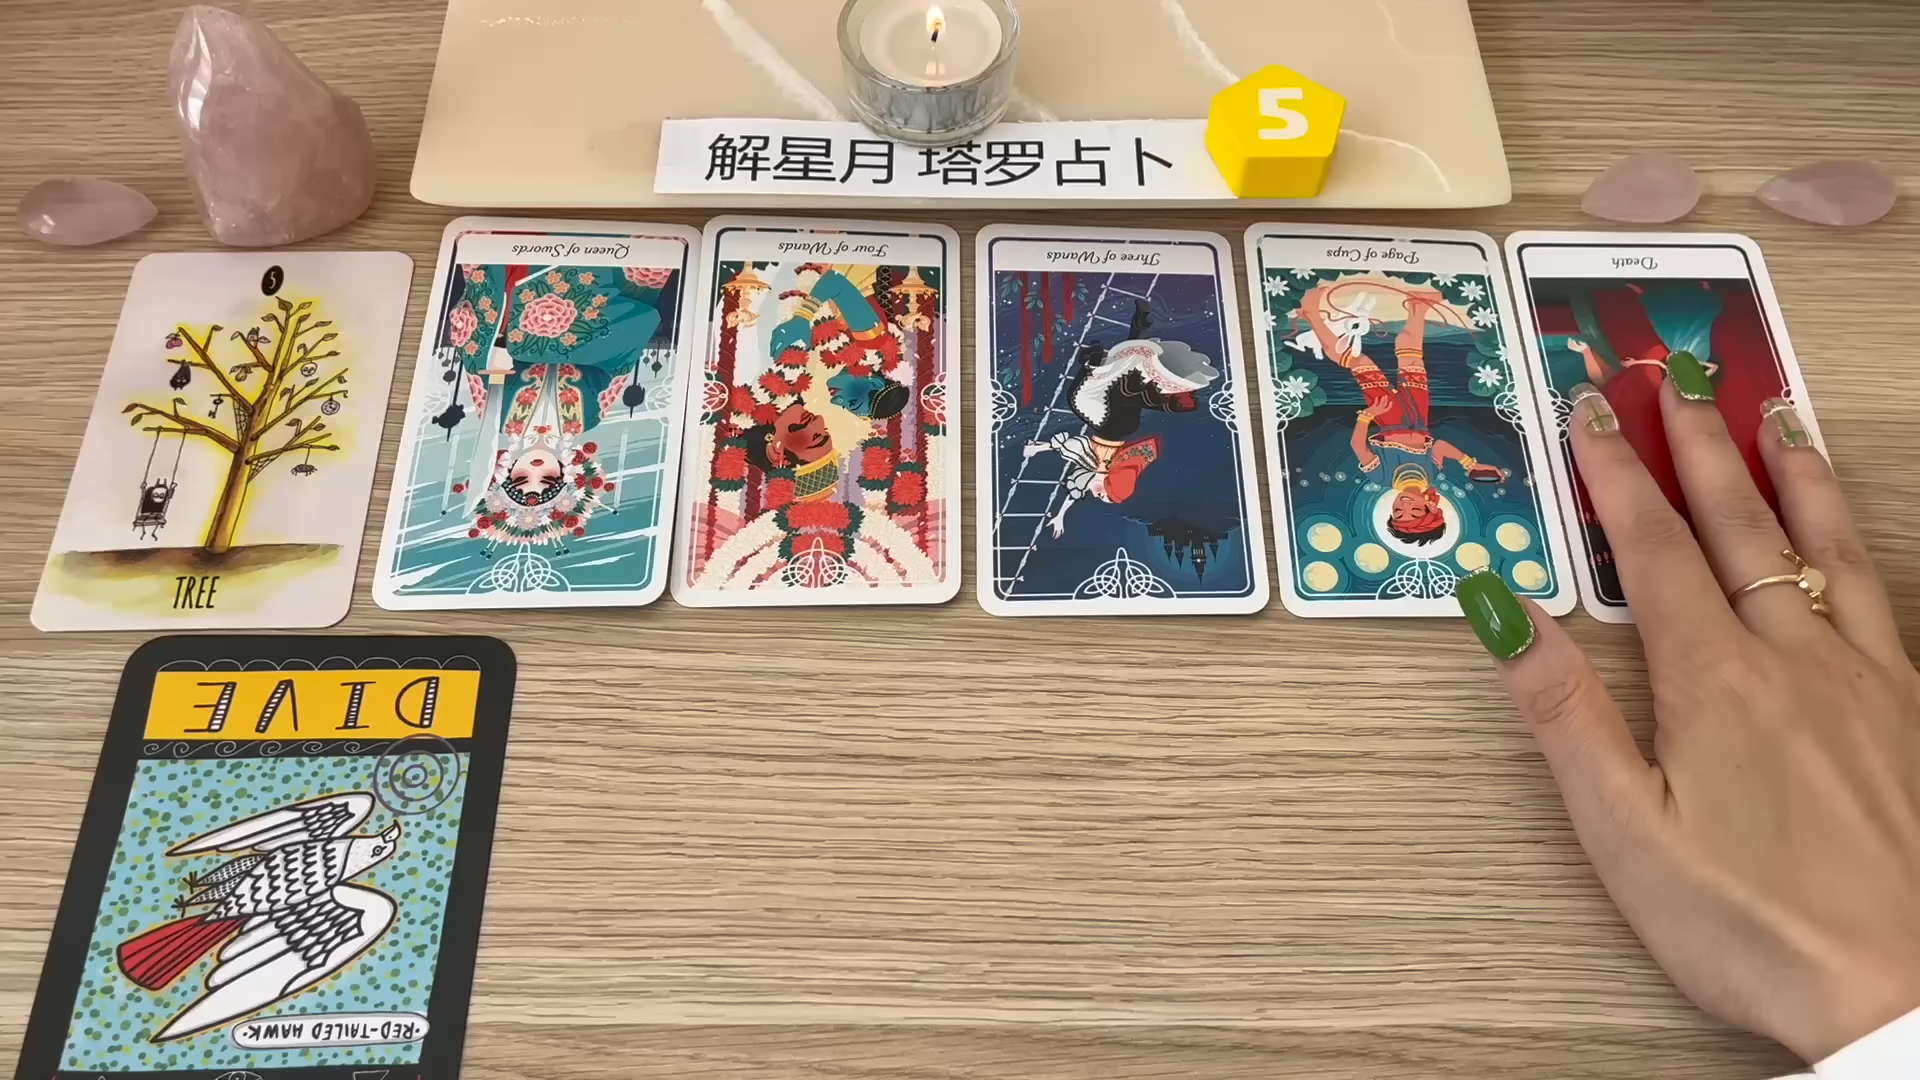 5
解星月 塔罗占卜
Queen of Swords
Four of Wands
Three of Wands
Page of Cups
Death
5
TREE
DIVE
·RED-TAILED HAWK·